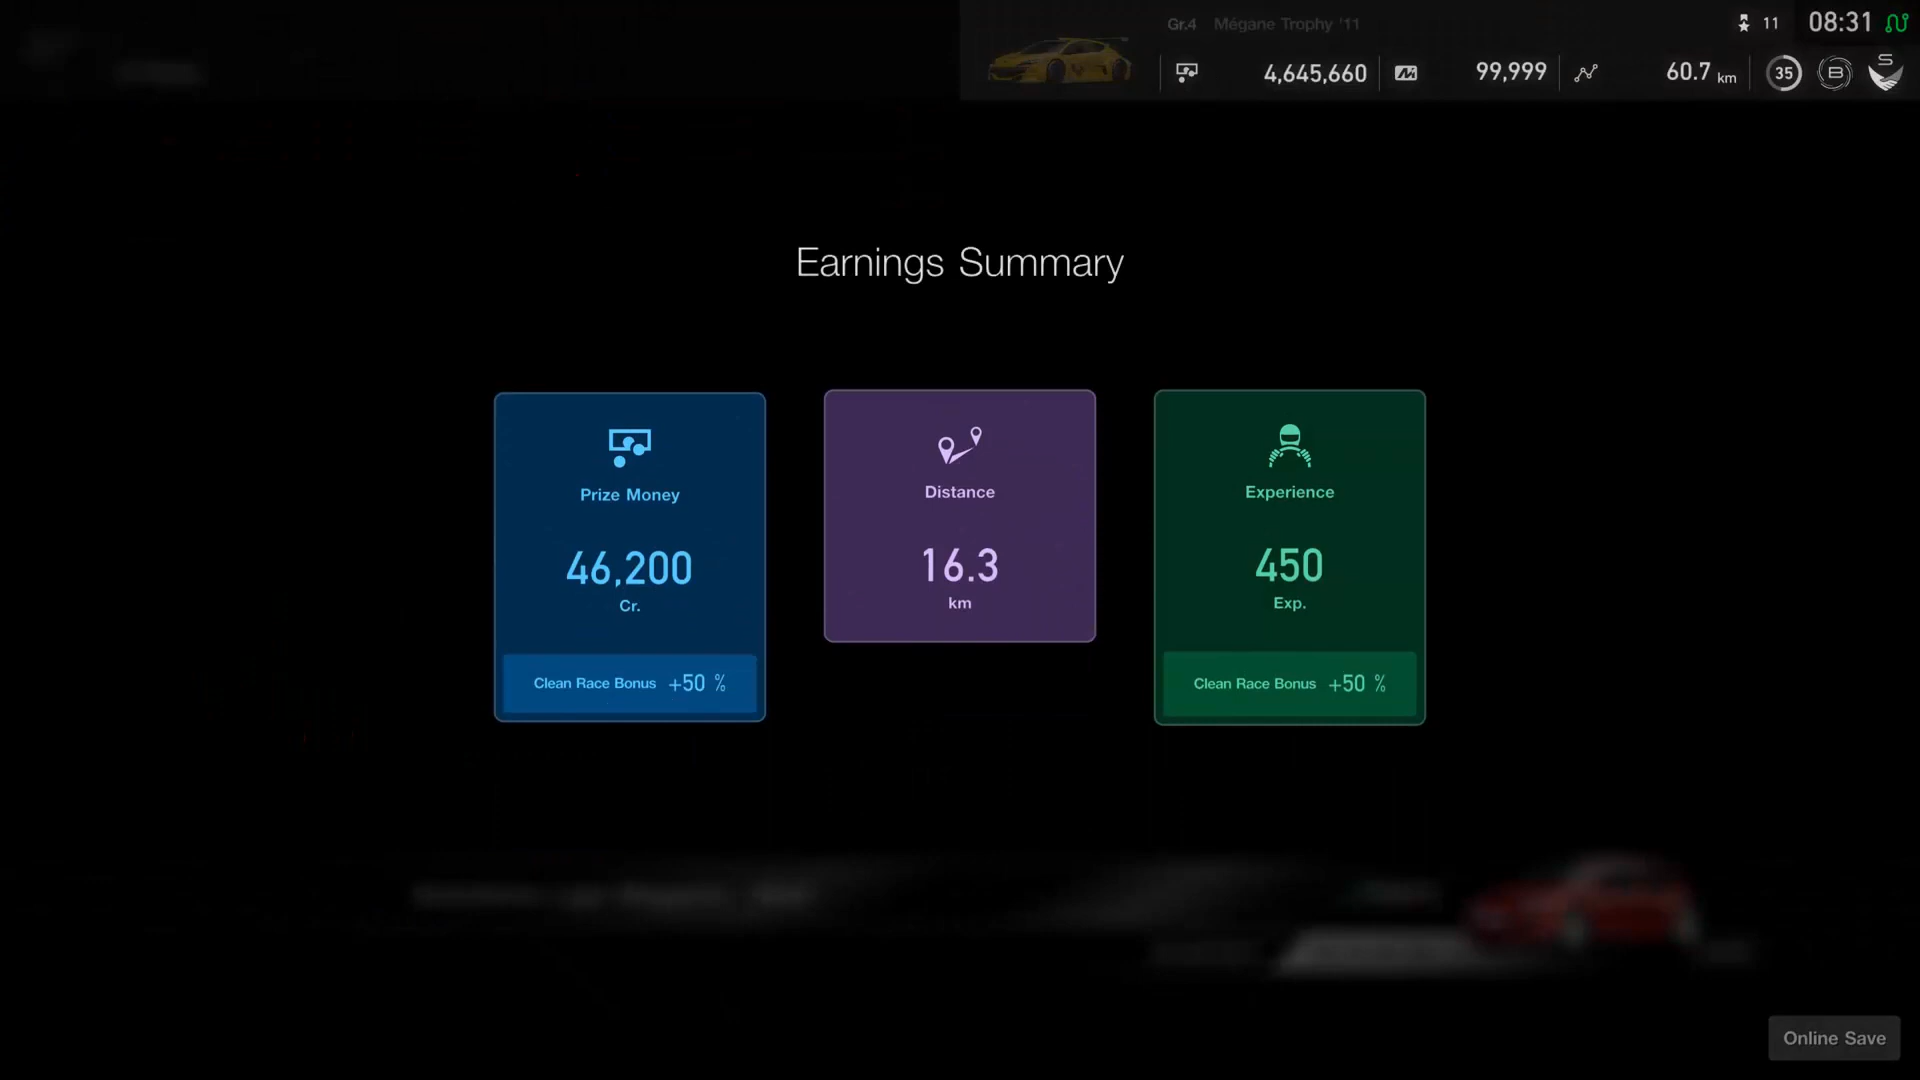 Gr.4 Mégane Trophy '11
11
08:31
4,645,660
99,999
60.7 km
35
B
S
Earnings Summary
Prize Money
46,200
Cr.
Clean Race Bonus +50 %
Distance
16.3
km
Experience
450
Exp.
Clean Race Bonus +50 %
Online Save